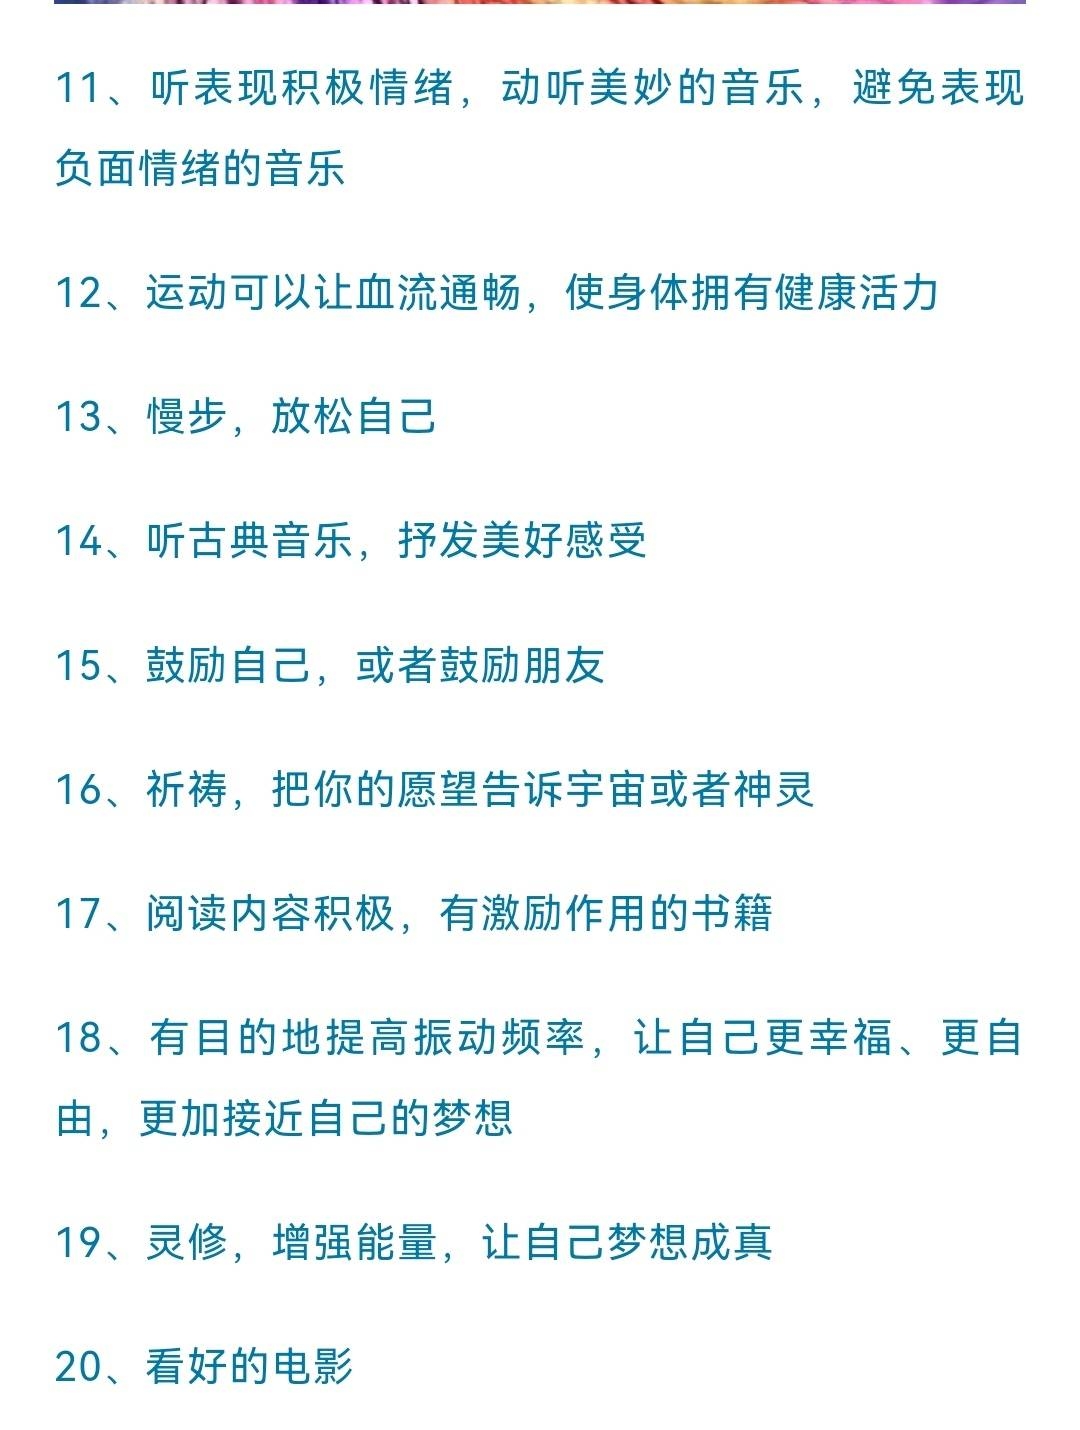 11、听表现积极情绪，动听美妙的音乐，避免表现
负面情绪的音乐
12、运动可以让血流通畅，使身体拥有健康活力
13、慢步，放松自己
14、听古典音乐，抒发美好感受
15、鼓励自己，或者鼓励朋友
16、祈祷，把你的愿望告诉宇宙或者神灵
17、阅读内容积极，有激励作用的书籍
18、有目的地提高振动频率，让自己更幸福、更自
由，更加接近自己的梦想
19、灵修，增强能量，让自己梦想成真
20、看好的电影